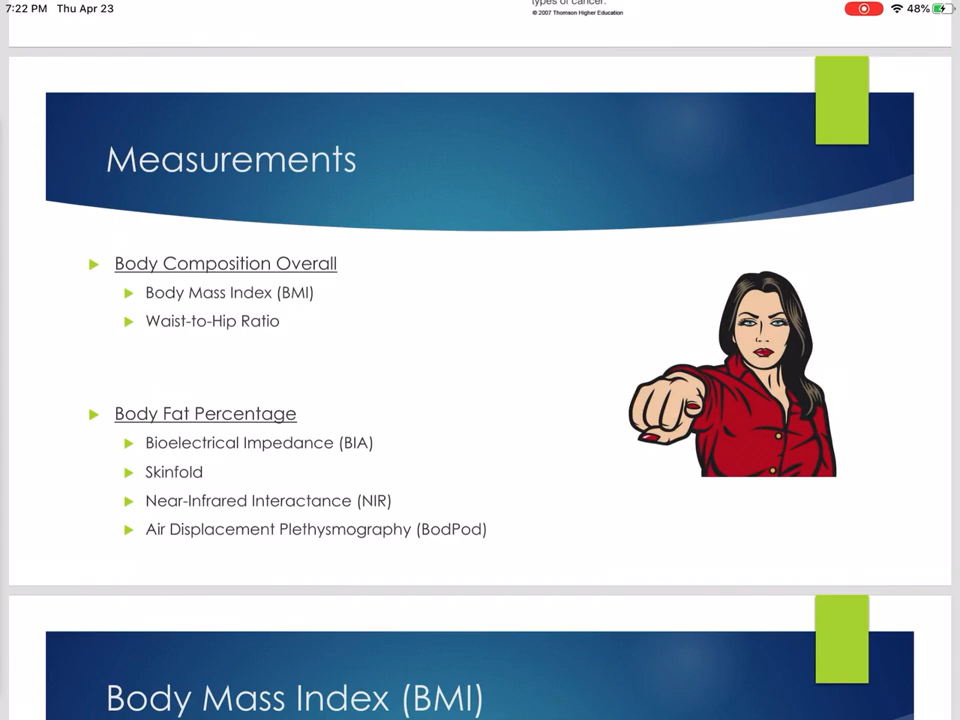 7:22 PM Thu Apr 23
48%
types of cancer.
© 2007 Thomson Higher Education
Measurements
Body Composition Overall
Body Mass Index (BMI)
Waist-to-Hip Ratio
Body Fat Percentage
Bioelectrical Impedance (BIA)
Skinfold
Near-Infrared Interactance (NIR)
Air Displacement Plethysmography (BodPod)
Body Mass Index (BMI)